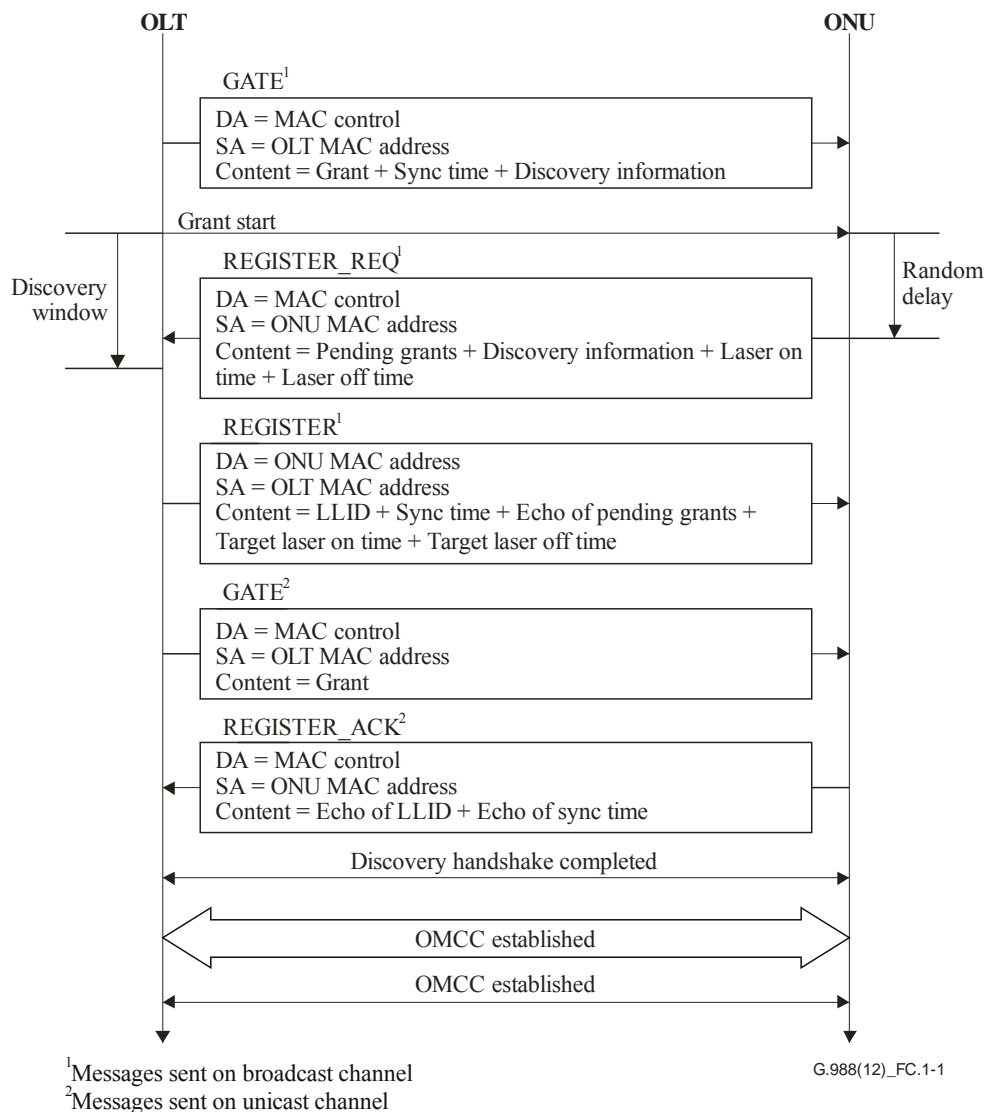 OLT
ONU
GATE¹
DA = MAC control
SA = OLT MAC address
Content = Grant + Sync time + Discovery information
Grant start
Discovery
window
REGISTER_REQ¹
DA = MAC control
SA = ONU MAC address
Content = Pending grants + Discovery information + Laser on
time + Laser off time
Random
delay
REGISTER¹
DA = ONU MAC address
SA = OLT MAC address
Content = LLID + Sync time + Echo of pending grants +
Target laser on time + Target laser off time
GATE²
DA = MAC control
SA = OLT MAC address
Content = Grant
REGISTER_ACK²
DA = MAC control
SA = ONU MAC address
Content = Echo of LLID + Echo of sync time
Discovery handshake completed
OMCC established
OMCC established
¹Messages sent on broadcast channel
²Messages sent on unicast channel
G.988(12)_FC.1-1